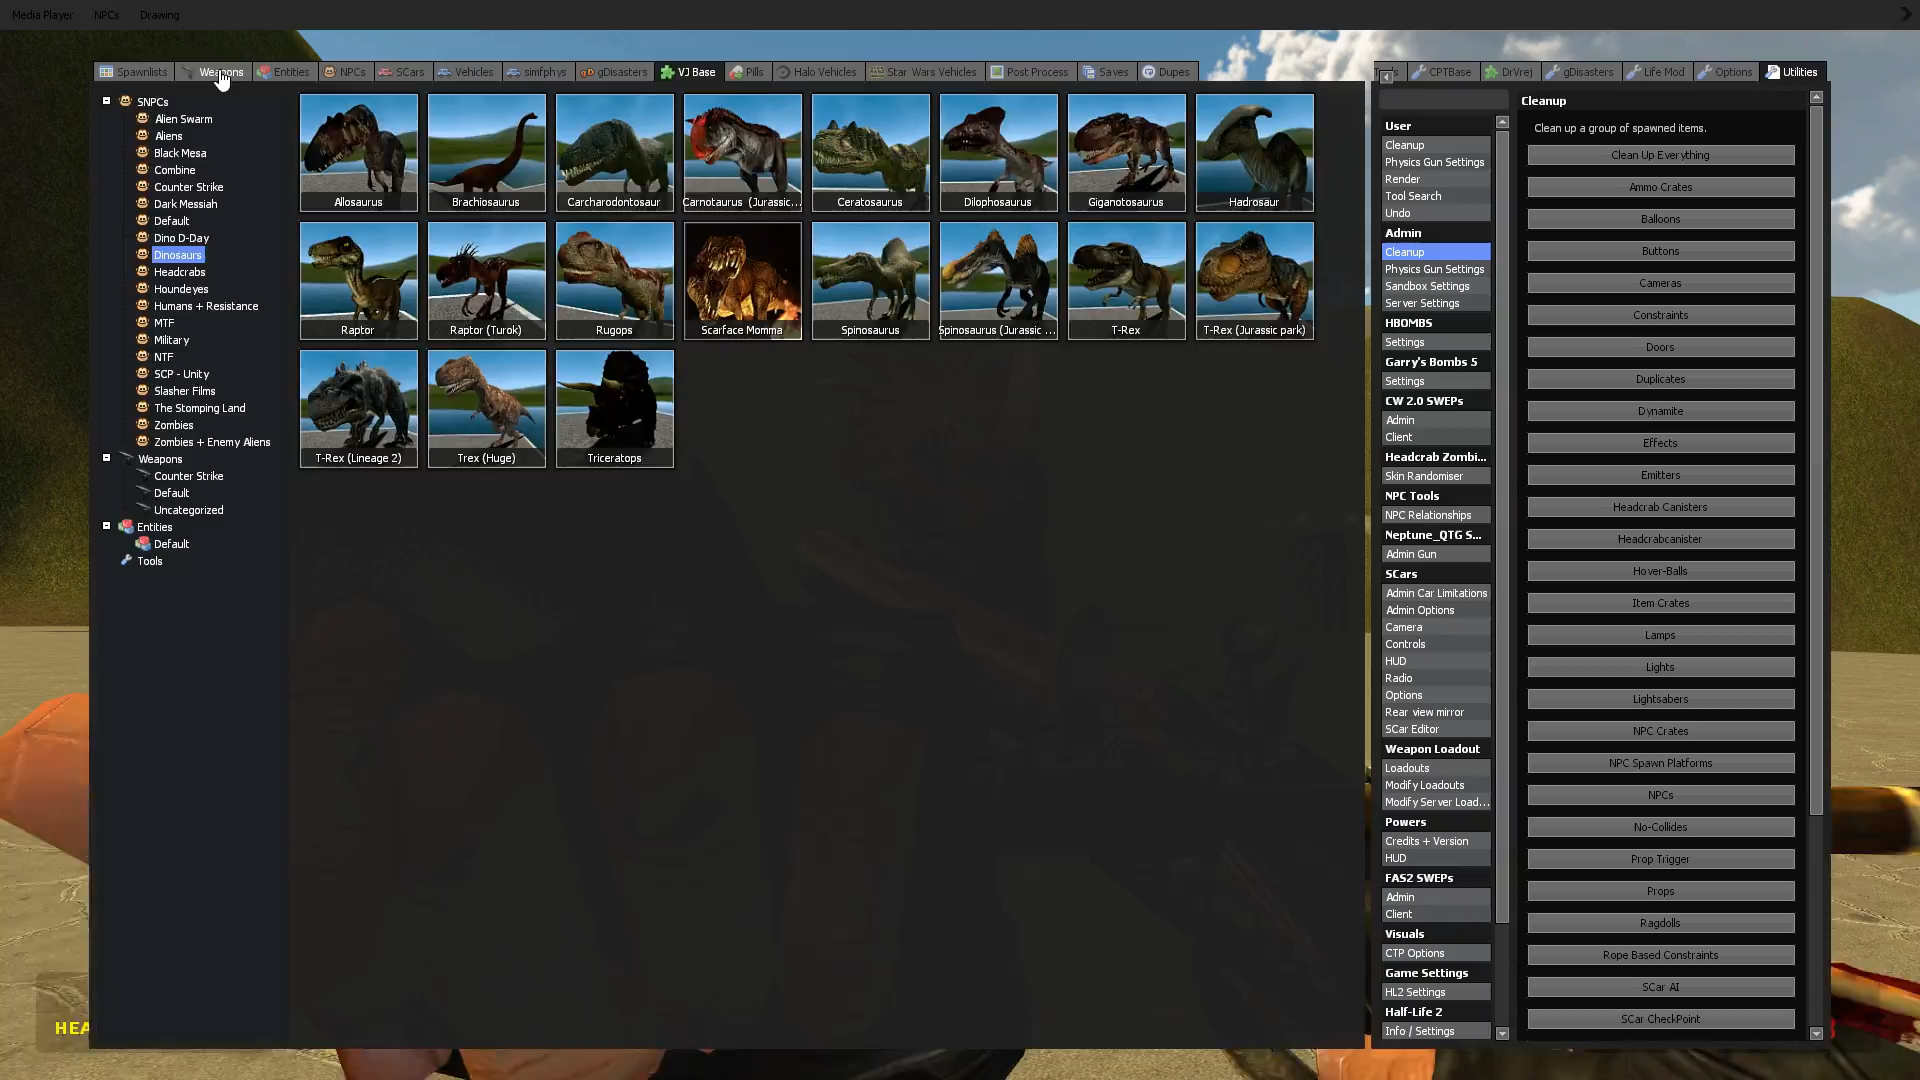 Media Player NPCs Drawing
Spawnlists Weapons Entities NPCs SCars Vehicles simfphys gDisasters VJ Base Pills Halo Vehicles Star Wars Vehicles Post Process Saves Dupes
CPTBase DrVrej gDisasters Life Mod Options Utilities
SNPCs
Alien Swarm
Aliens
Black Mesa
Combine
Counter Strike
Dark Messiah
Default
Dino D-Day
Dinosaurs
Headcrabs
Houndeyes
Humans + Resistance
MTF
Military
NTF
SCP - Unity
Slasher Films
The Stomping Land
Zombies
Zombies + Enemy Aliens
Weapons
Counter Strike
Default
Uncategorized
Entities
Default
Tools
Allosaurus Brachiosaurus Carcharodontosaur Carnotaurus (Jurassic... Ceratosaurus Dilophosaurus Giganotosaurus Hadrosaur
Raptor Raptor (Turok) Rugops Scarface Momma Spinosaurus Spinosaurus (Jurassic ... T-Rex T-Rex (Jurassic park)
T-Rex (Lineage 2) Trex (Huge) Triceratops
User
Cleanup
Physics Gun Settings
Render
Tool Search
Undo
Admin
Cleanup
Physics Gun Settings
Sandbox Settings
Server Settings
HBOMBS
Settings
Garry's Bombs 5
Settings
CW 2.0 SWEPs
Admin
Client
Headcrab Zombi...
Skin Randomiser
NPC Tools
NPC Relationships
Neptune_QTG S...
Admin Gun
SCars
Admin Car Limitations
Admin Options
Camera
Controls
HUD
Radio
Options
Rear view mirror
SCar Editor
Weapon Loadout
Loadouts
Modify Loadouts
Modify Server Load...
Powers
Credits + Version
HUD
FAS2 SWEPs
Admin
Client
Visuals
CTP Options
Game Settings
HL2 Settings
Half-Life 2
Info / Settings
Cleanup
Clean up a group of spawned items.
Clean Up Everything
Ammo Crates
Balloons
Buttons
Cameras
Constraints
Doors
Duplicates
Dynamite
Effects
Emitters
Headcrab Canisters
Headcrabcanister
Hover-Balls
Item Crates
Lamps
Lights
Lightsabers
NPC Crates
NPC Spawn Platforms
NPCs
No-Collides
Prop Trigger
Props
Ragdolls
Rope Based Constraints
SCar AI
SCar CheckPoint
HEA